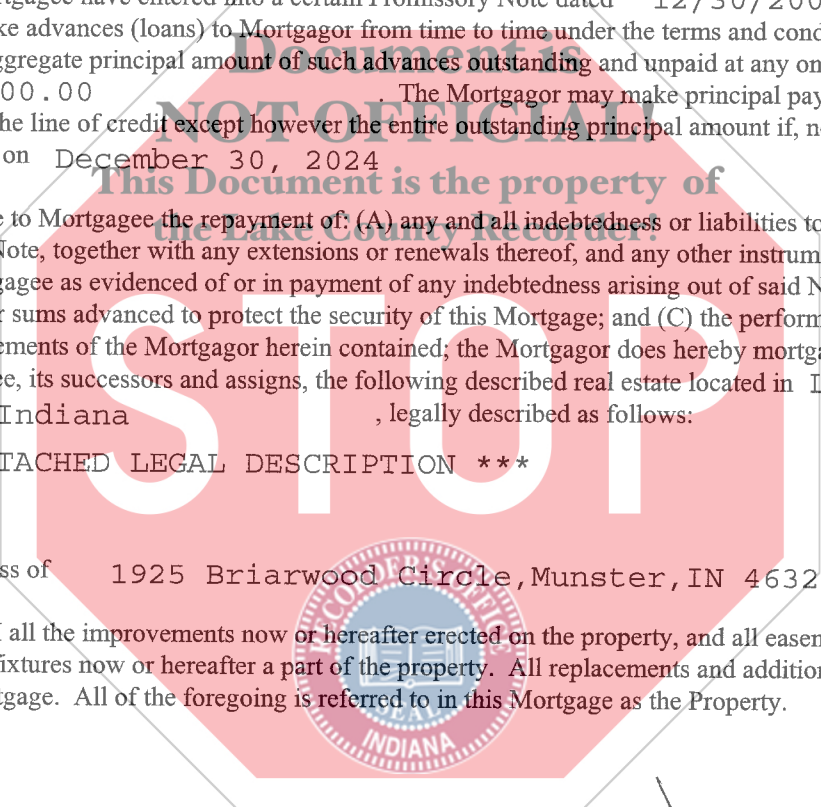 have entered into a certain Promissory Note dated 12/30/200
ke advances (loans) to Mortgagor from time to time under the terms and cond
ggregate principal amount of such advances outstanding and unpaid at any on
Document is
00.00 . The Mortgagor may make principal pay
NOT OFFICIAL!
he line of credit except however the entire outstanding principal amount if, n
on December 30, 2024
This Document is the property of
e to Mortgagee the repayment of: (A) any and all indebtedness or liabilities to
the Lake County Recorder!
Note, together with any extensions or renewals thereof, and any other instrum
gagee as evidenced of or in payment of any indebtedness arising out of said N
r sums advanced to protect the security of this Mortgage; and (C) the perform
ements of the Mortgagor herein contained; the Mortgagor does hereby mortga
ee, its successors and assigns, the following described real estate located in
Indiana , legally described as follows:
STOP
TACHED LEGAL DESCRIPTION ***
ss of 1925 Briarwood Circle,Munster,IN 4632
RECORDER'S OFFICE
all the improvements now or hereafter erected on the property, and all easem
ixtures now or hereafter a part of the property. All replacements and addition
tgage. All of the foregoing is referred to in this Mortgage as the Property.
SEAL
INDIANA